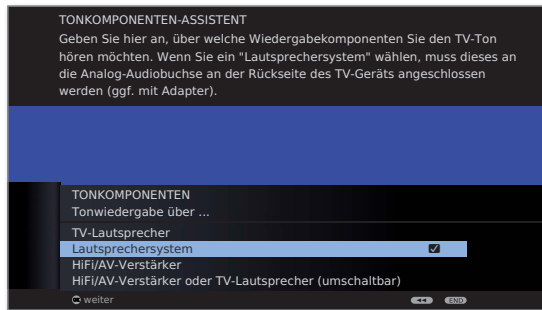 TONKOMPONENTEN-ASSISTENT
Geben Sie hier an, über welche Wiedergabekomponenten Sie den TV-Ton
hören möchten. Wenn Sie ein "Lautsprechersystem" wählen, muss dieses an
die Analog-Audiobuchse an der Rückseite des TV-Geräts angeschlossen
werden (ggf. mit Adapter).
TONKOMPONENTEN
Tonwiedergabe über ...
TV-Lautsprecher
Lautsprechersystem
HiFi/AV-Verstärker
HiFi/AV-Verstärker oder TV-Lautsprecher (umschaltbar)
OK weiter END